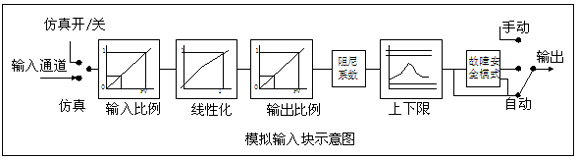 仿真开/关
手动
输入通道
阻尼
系数
故障安
全模式
输出
仿真
输入比例
线性化
输出比例
上下限
自动
模拟输入块示意图